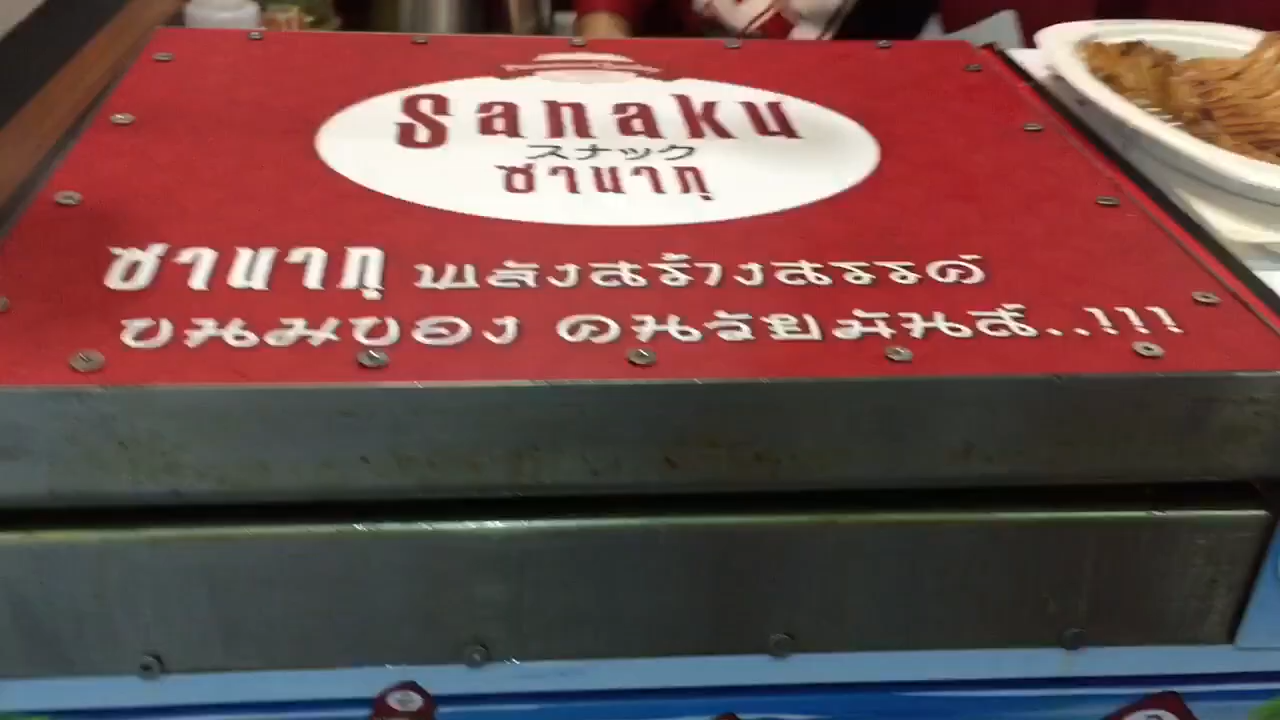 Sanaku
スナック
ซานากุ
ซานากุ พลังสร้างสรรค์
ขนมของ คนวัยมันส์..!!!